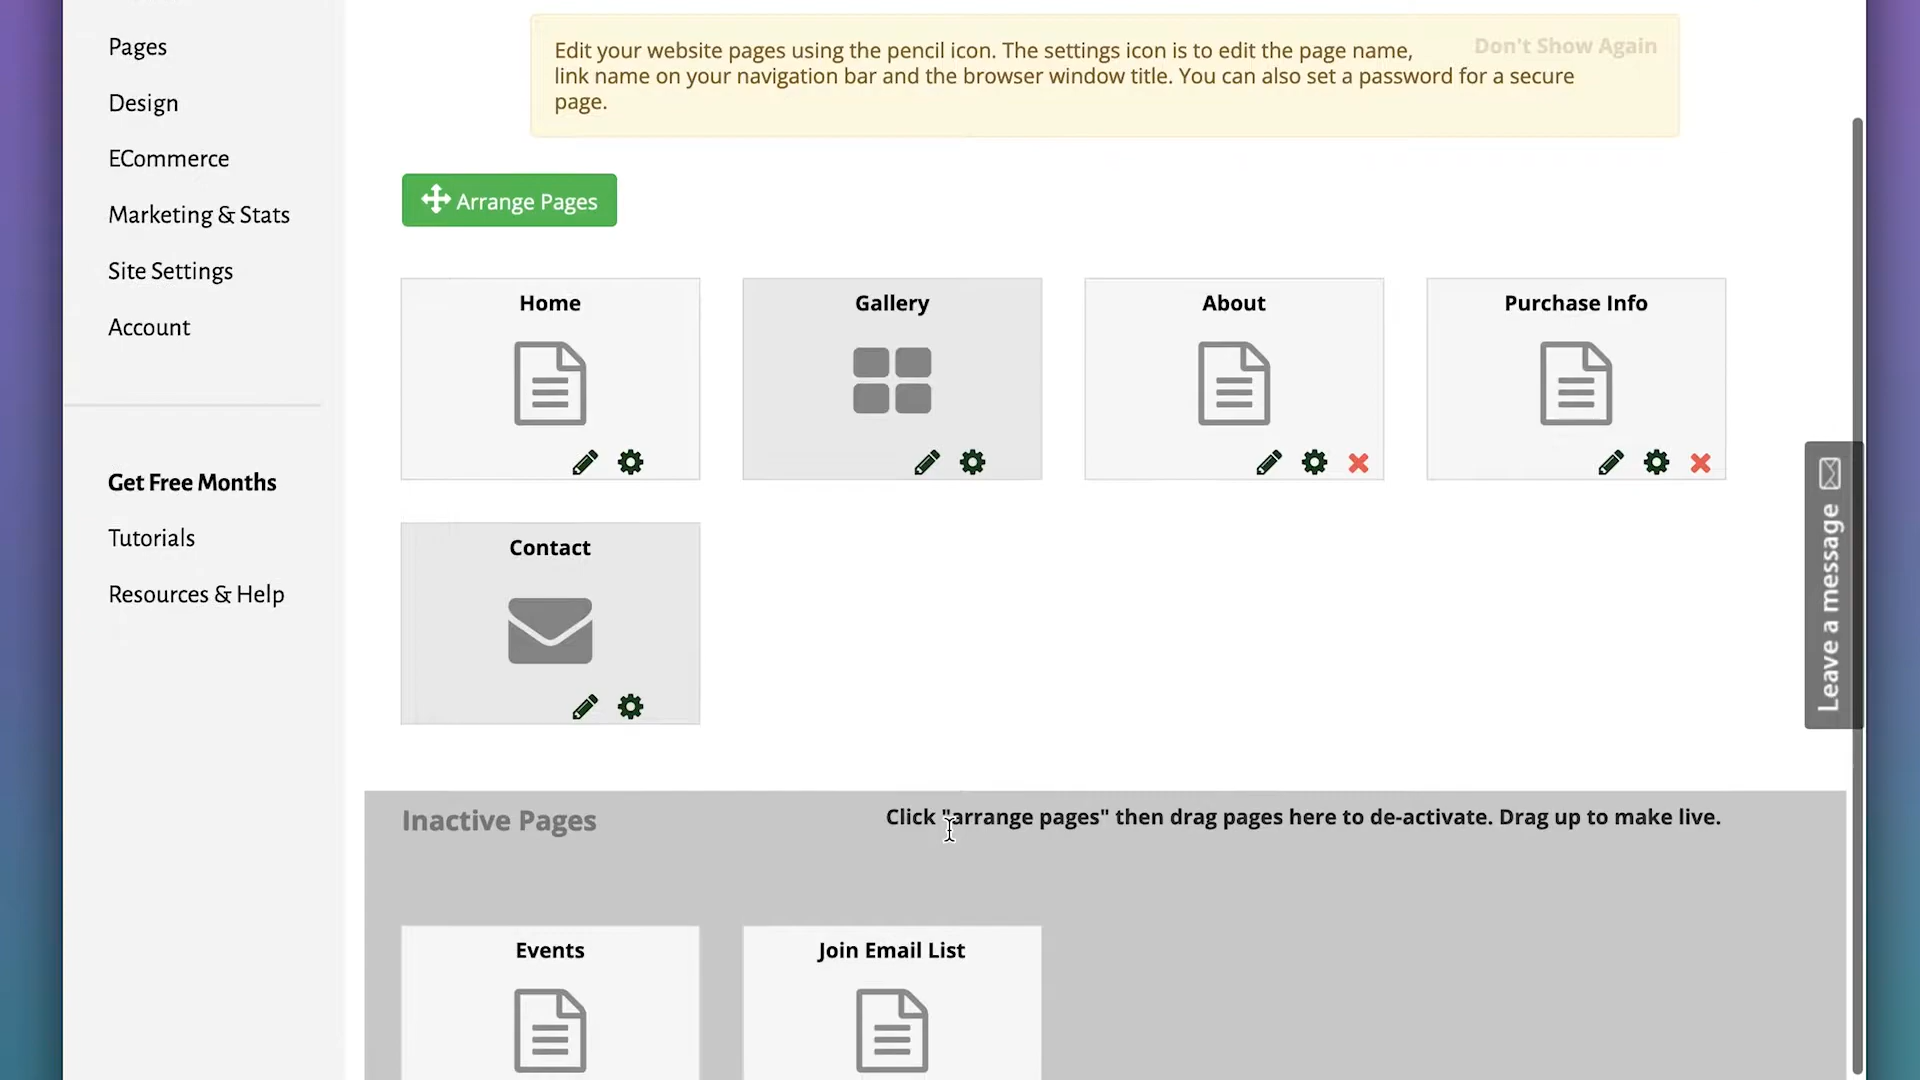 Pages
Design
ECommerce
Marketing & Stats
Site Settings
Account
Get Free Months
Tutorials
Resources & Help
Edit your website pages using the pencil icon. The settings icon is to edit the page name,
link name on your navigation bar and the browser window title. You can also set a password for a secure
page.
Don't Show Again
Arrange Pages
Home
Gallery
About
Purchase Info
Contact
Inactive Pages
Click "arrange pages" then drag pages here to de-activate. Drag up to make live.
Events
Join Email List
Leave a message